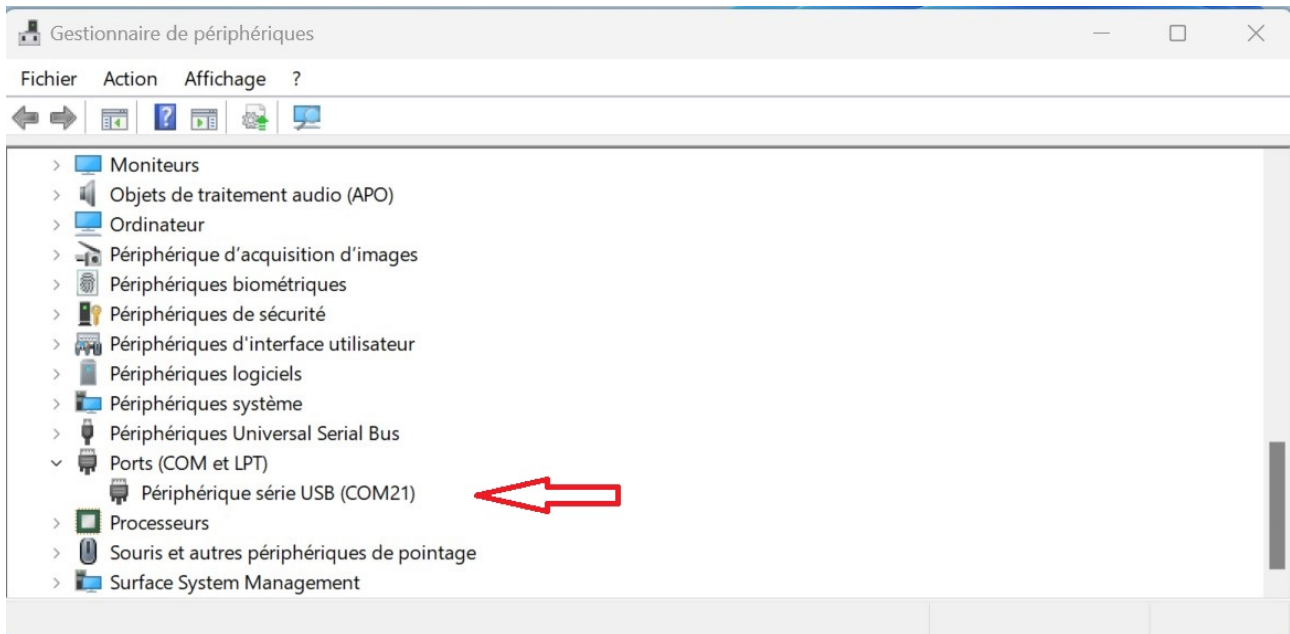 Gestionnaire de périphériques
Fichier Action Affichage ?
Moniteurs
Objets de traitement audio (APO)
Ordinateur
Périphérique d’acquisition d’images
Périphériques biométriques
Périphériques de sécurité
Périphériques d'interface utilisateur
Périphériques logiciels
Périphériques système
Périphériques Universal Serial Bus
Ports (COM et LPT)
Périphérique série USB (COM21)
Processeurs
Souris et autres périphériques de pointage
Surface System Management